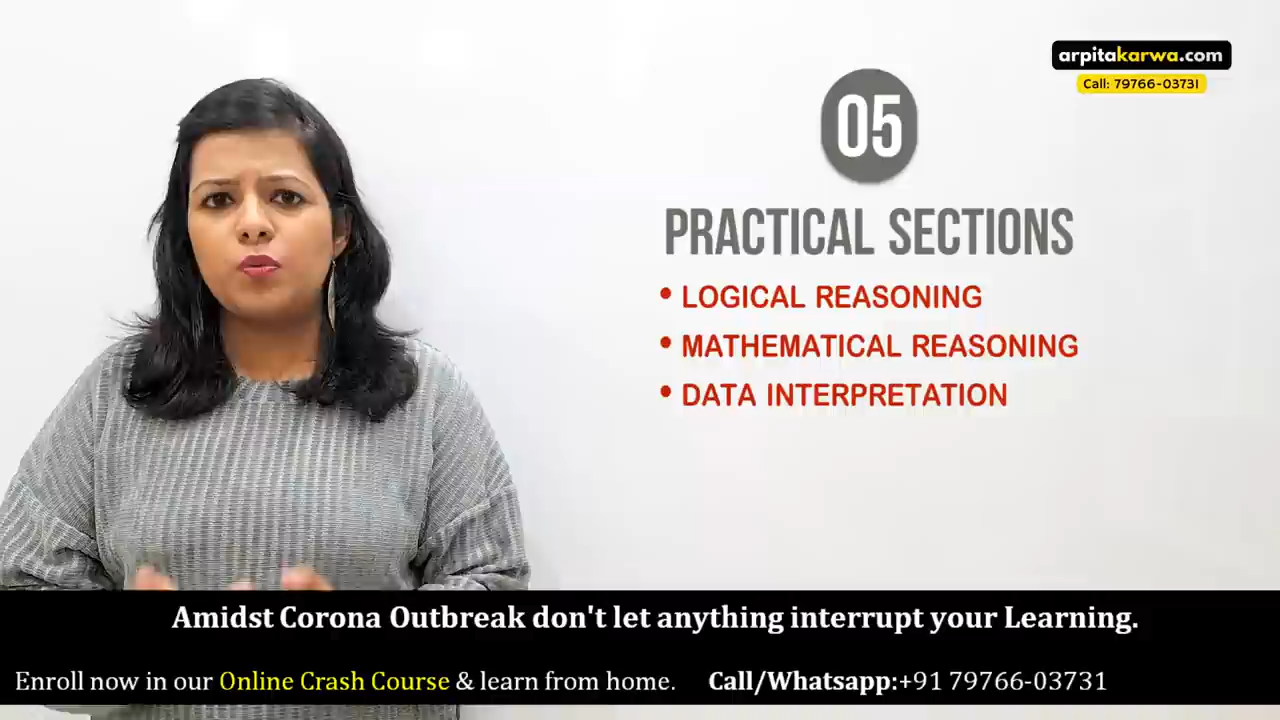 arpitakarwa.com
Call: 79766-03731
05
PRACTICAL SECTIONS
• LOGICAL REASONING
• MATHEMATICAL REASONING
• DATA INTERPRETATION
Amidst Corona Outbreak don't let anything interrupt your Learning.
Enroll now in our Online Crash Course & learn from home. Call/Whatsapp:+91 79766-03731